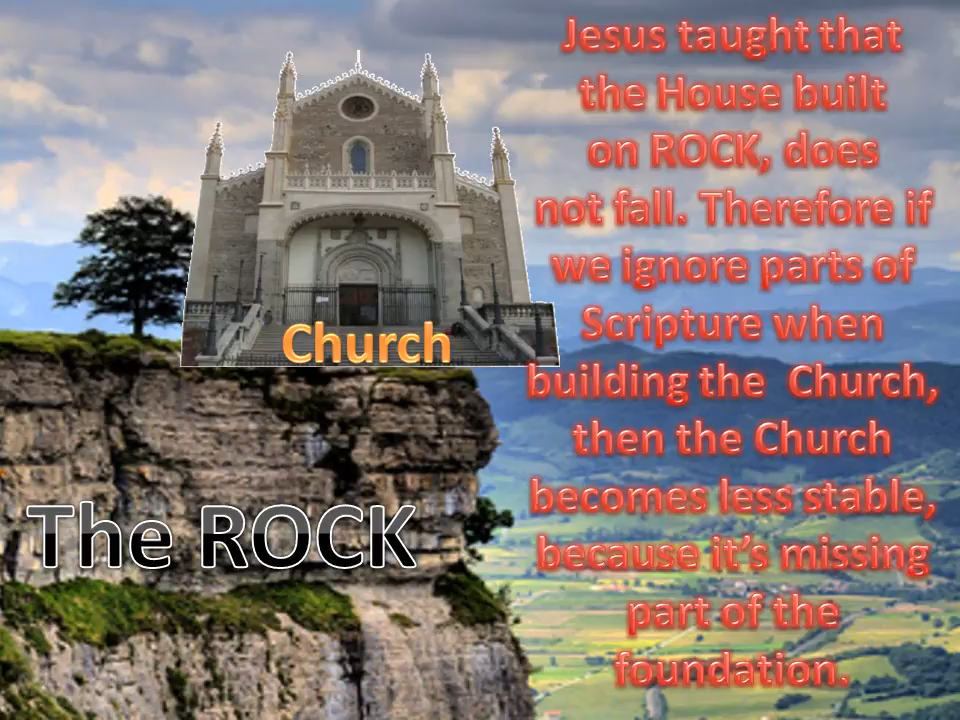 Jesus taught that
the House built
on ROCK, does
not fall. Therefore if
we ignore parts of
Scripture when
building the  Church,
then the Church
becomes less stable,
because it’s missing
part of the
foundation.
Church
The ROCK